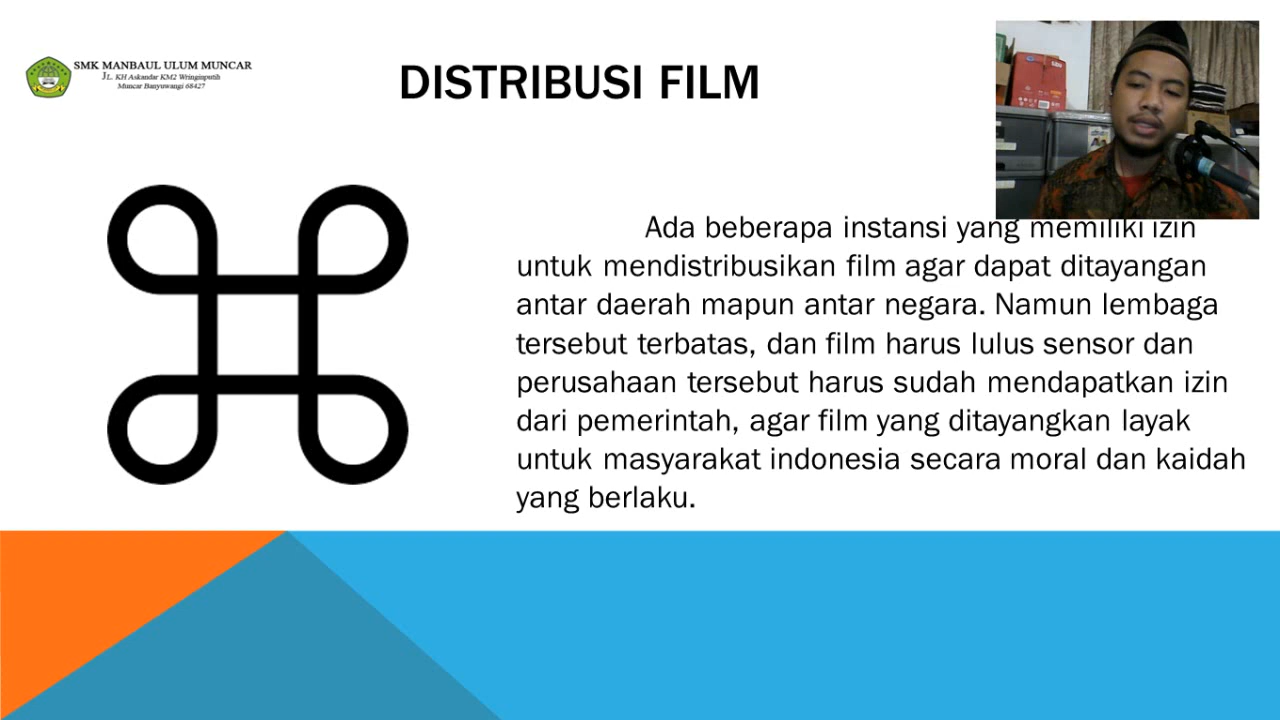 SMK MANBAUL ULUM MUNCAR
JL. KH Askandar KM2 Wringinputih
Muncar Banyuwangi 68427
DISTRIBUSI FILM
Ada beberapa instansi yang memiliki izin
untuk mendistribusikan film agar dapat ditayangan
antar daerah mapun antar negara. Namun lembaga
tersebut terbatas, dan film harus lulus sensor dan
perusahaan tersebut harus sudah mendapatkan izin
dari pemerintah, agar film yang ditayangkan layak
untuk masyarakat indonesia secara moral dan kaidah
yang berlaku.